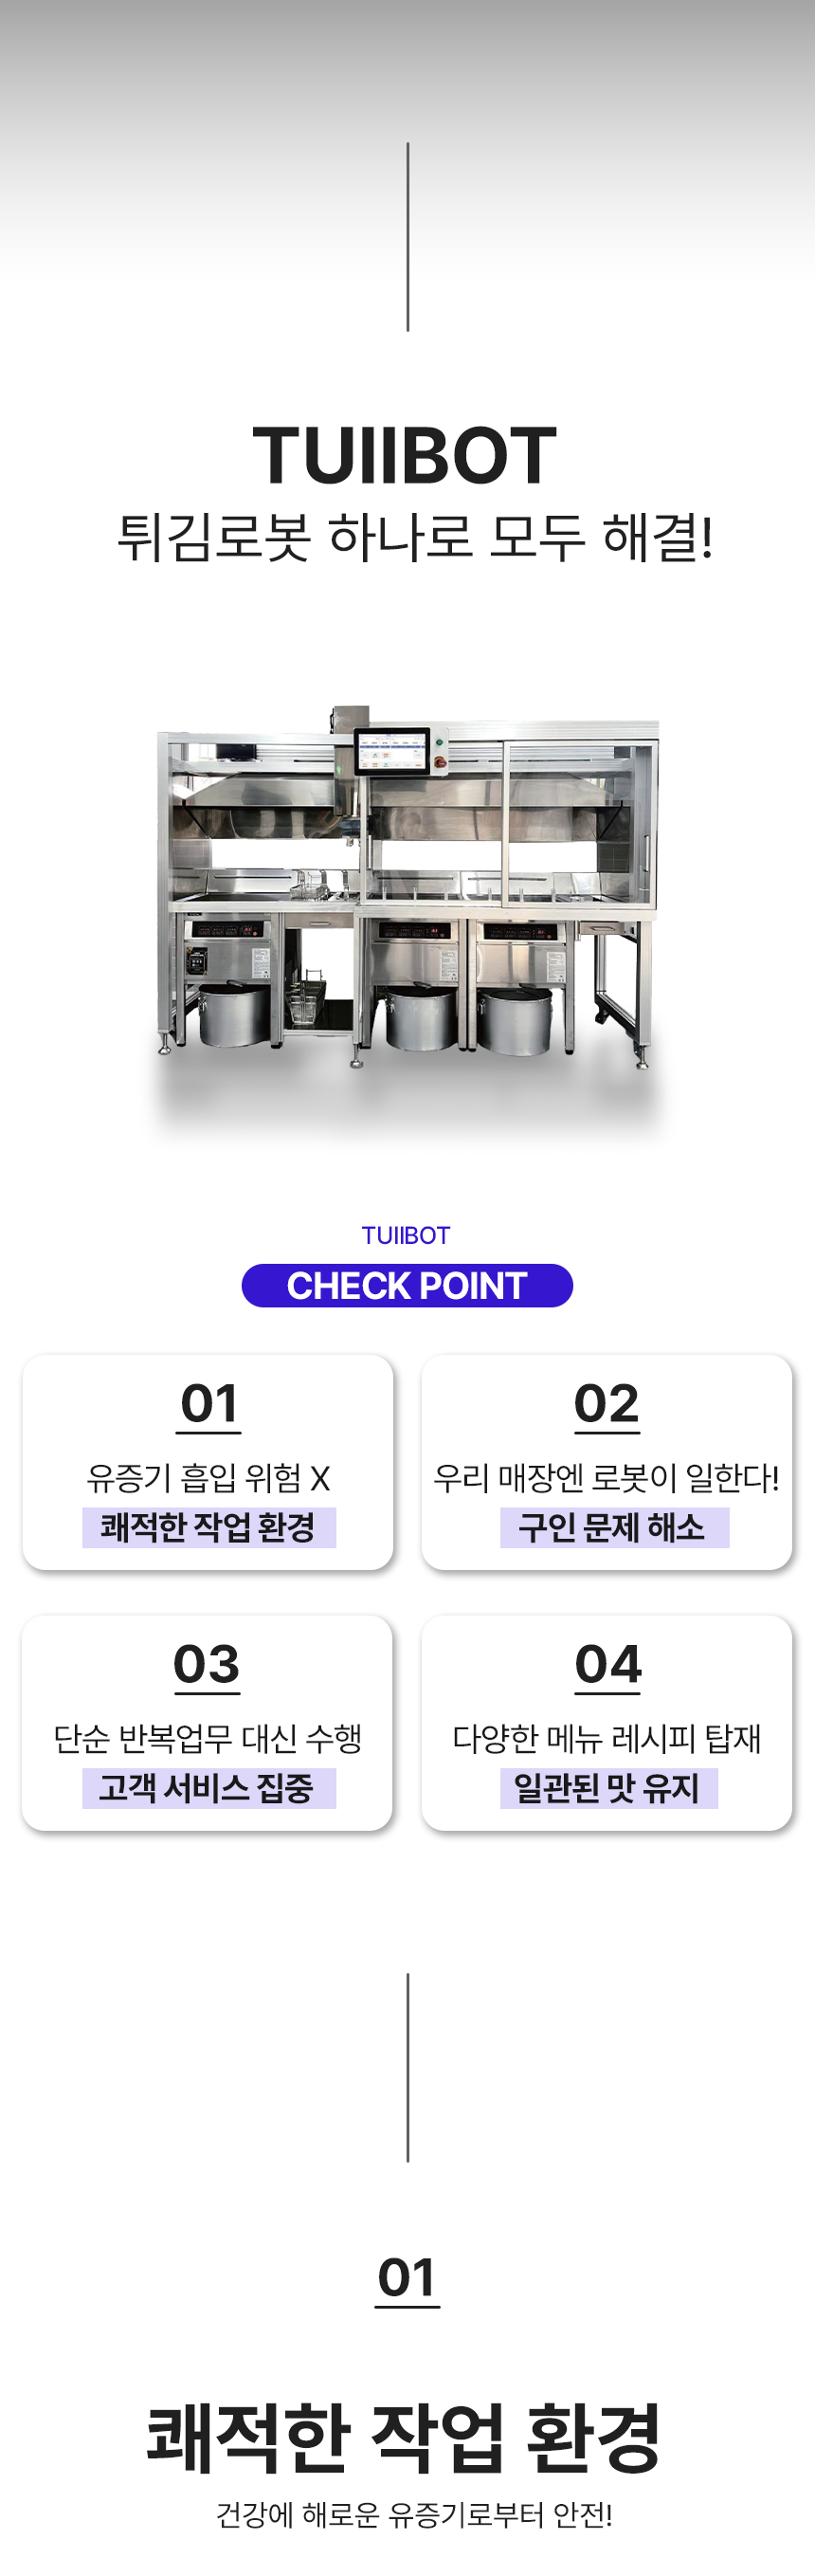 TUIIBOT
튀김로봇 하나로 모두 해결!
TUIIBOT
CHECK POINT
01
유증기 흡입 위험 X
쾌적한 작업 환경
02
우리 매장엔 로봇이 일한다!
구인 문제 해소
03
단순 반복업무 대신 수행
고객 서비스 집중
04
다양한 메뉴 레시피 탑재
일관된 맛 유지
01
쾌적한 작업 환경
건강에 해로운 유증기로부터 안전!